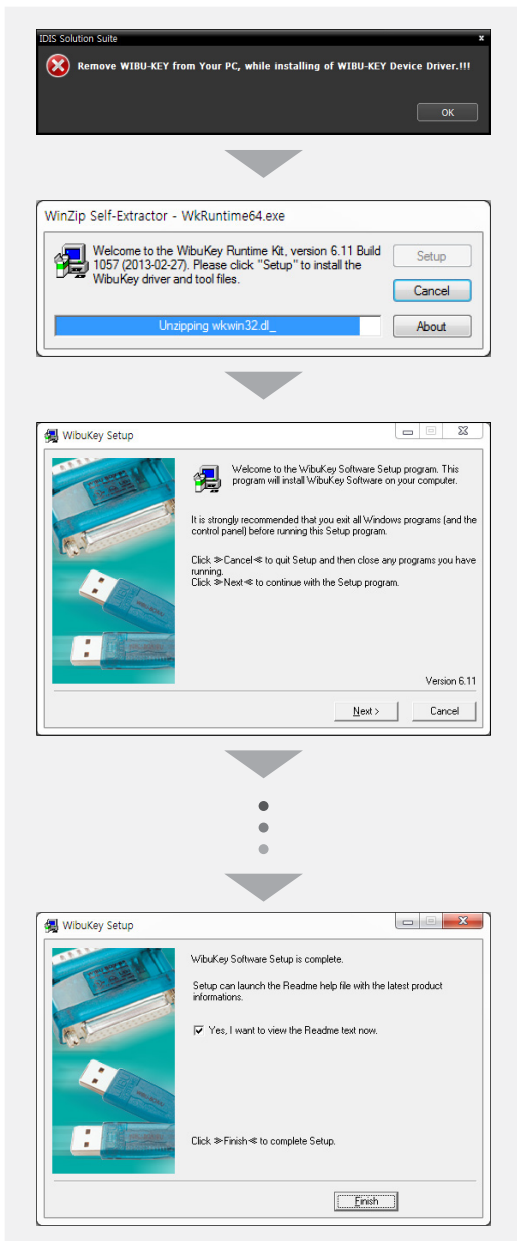 IDIS Solution Suite x
Remove WIBU-KEY from Your PC, while installing of WIBU-KEY Device Driver.!!!
OK
WinZip Self-Extractor - WkRuntime64.exe
Welcome to the WibuKey Runtime Kit, version 6.11 Build
1057 (2013-02-27). Please click "Setup" to install the
WibuKey driver and tool files.
Setup
Cancel
Unzipping wkwin32.dl_
About
WibuKey Setup
Welcome to the WibuKey Software Setup program. This
program will install WibuKey Software on your computer.
It is strongly recommended that you exit all Windows programs (and the
control panel) before running this Setup program.
Click ≫Cancel≪ to quit Setup and then close any programs you have
running.
Click ≫Next≪ to continue with the Setup program.
Version 6.11
Next >
Cancel
WibuKey Setup
WibuKey Software Setup is complete.
Setup can launch the Readme help file with the latest product
informations.
Yes, I want to view the Readme text now.
Click ≫Finish≪ to complete Setup.
Finish